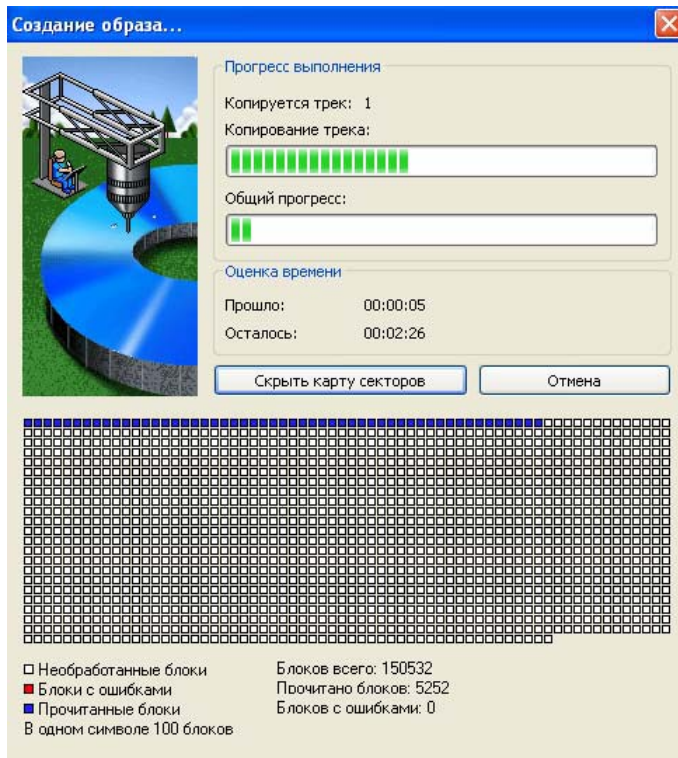 Создание образа...
Прогресс выполнения
Копируется трек: 1
Копирование трека:
Общий прогресс:
Оценка времени
Прошло: 00:00:05
Осталось: 00:02:26
Скрыть карту секторов
Отмена
Необработанные блоки
Блоки с ошибками
Прочитанные блоки
В одном символе 100 блоков
Блоков всего: 150532
Прочитано блоков: 5252
Блоков с ошибками: 0